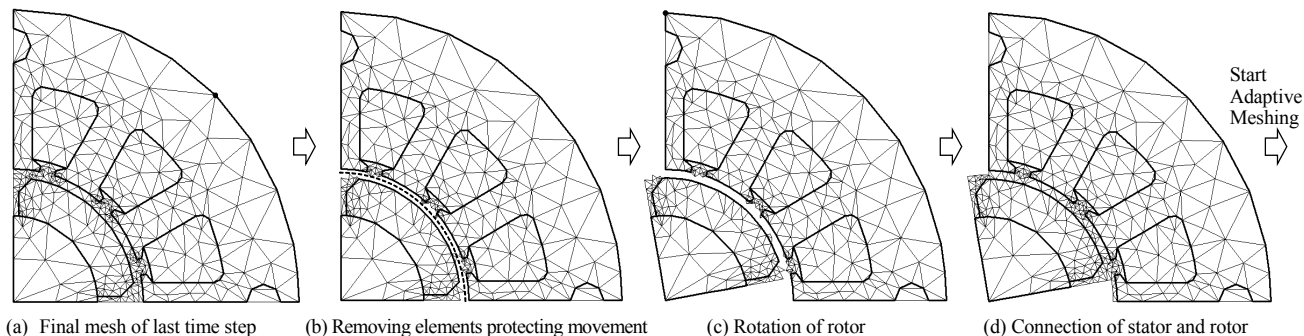 Start
Adaptive
Meshing
(a) Final mesh of last time step
(b) Removing elements protecting movement
(c) Rotation of rotor
(d) Connection of stator and rotor